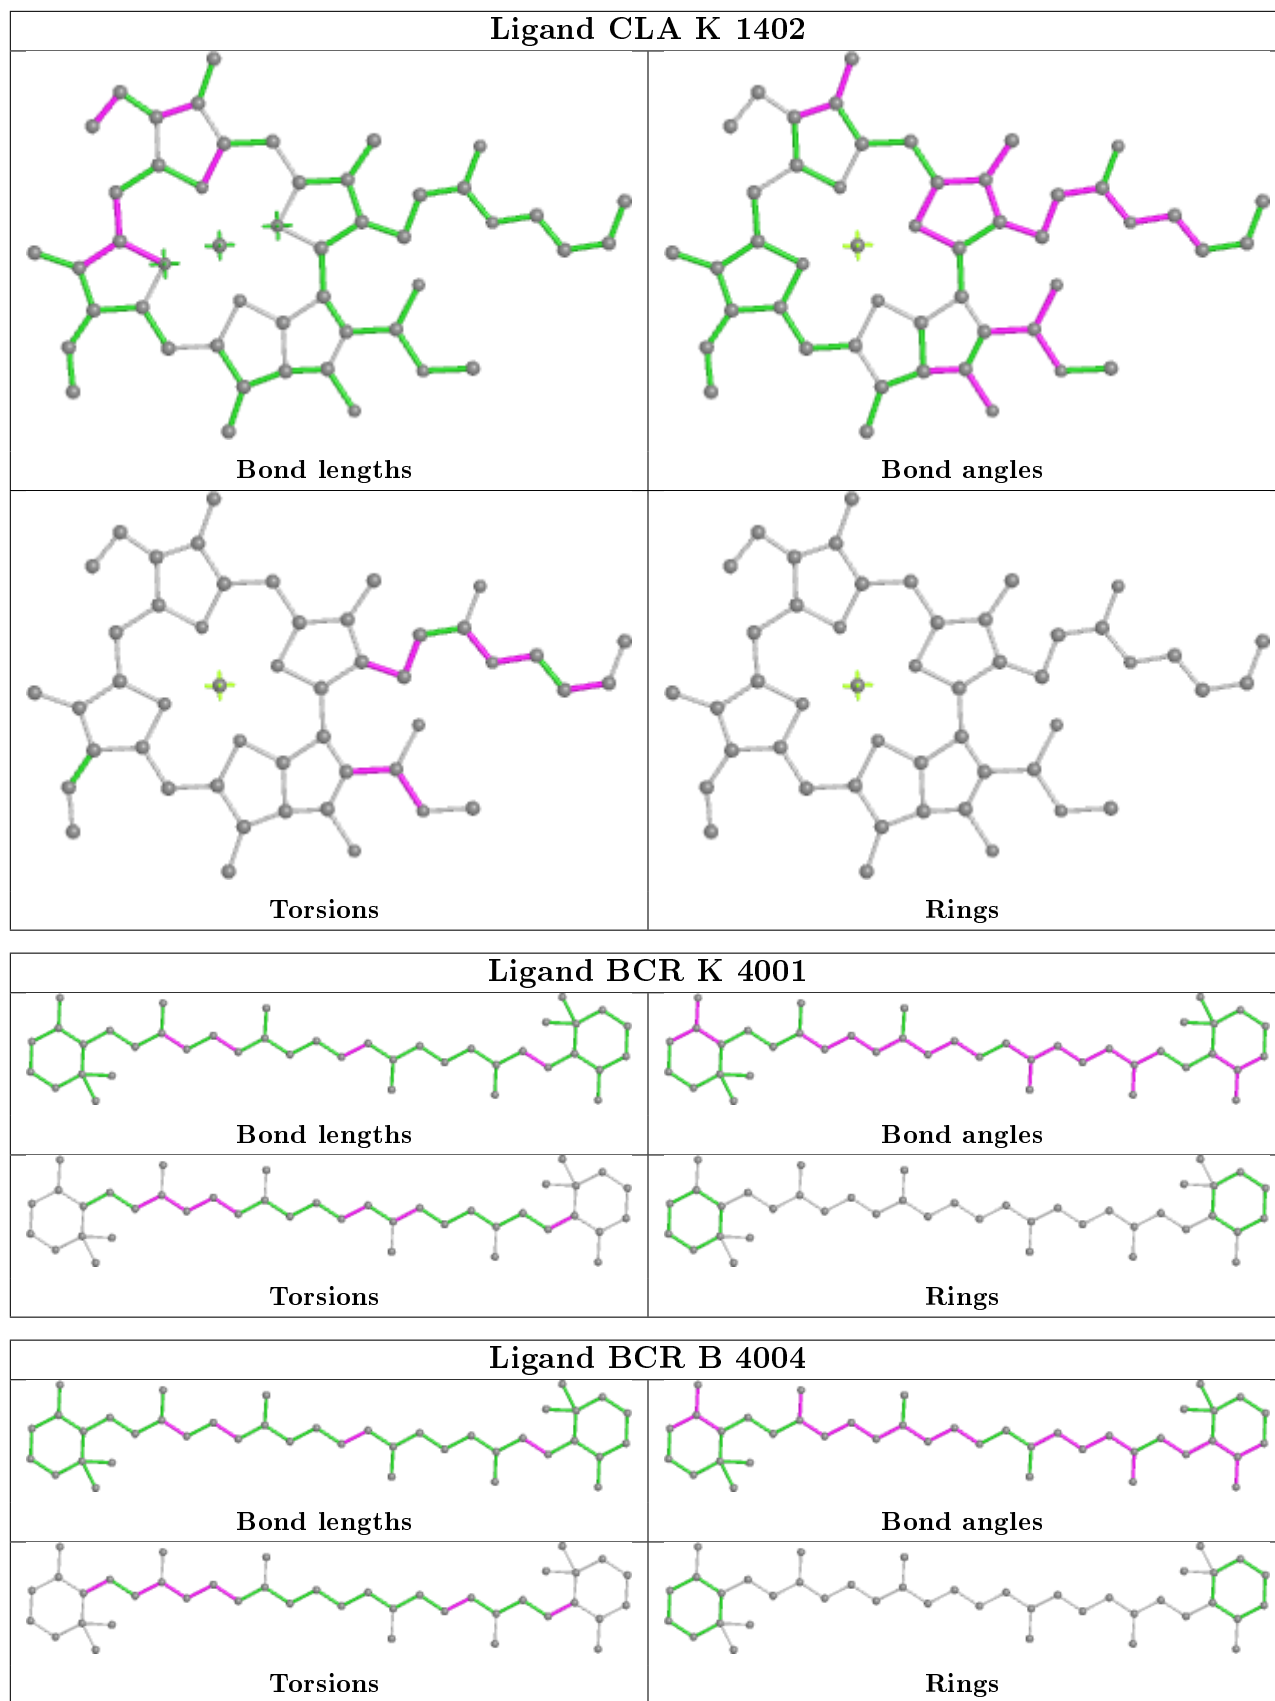 Ligand CLA K 1402
Bond lengths
Bond angles
Torsions
Rings
Ligand BCR K 4001
Bond lengths
Bond angles
Torsions
Rings
Ligand BCR B 4004
Bond lengths
Bond angles
Torsions
Rings